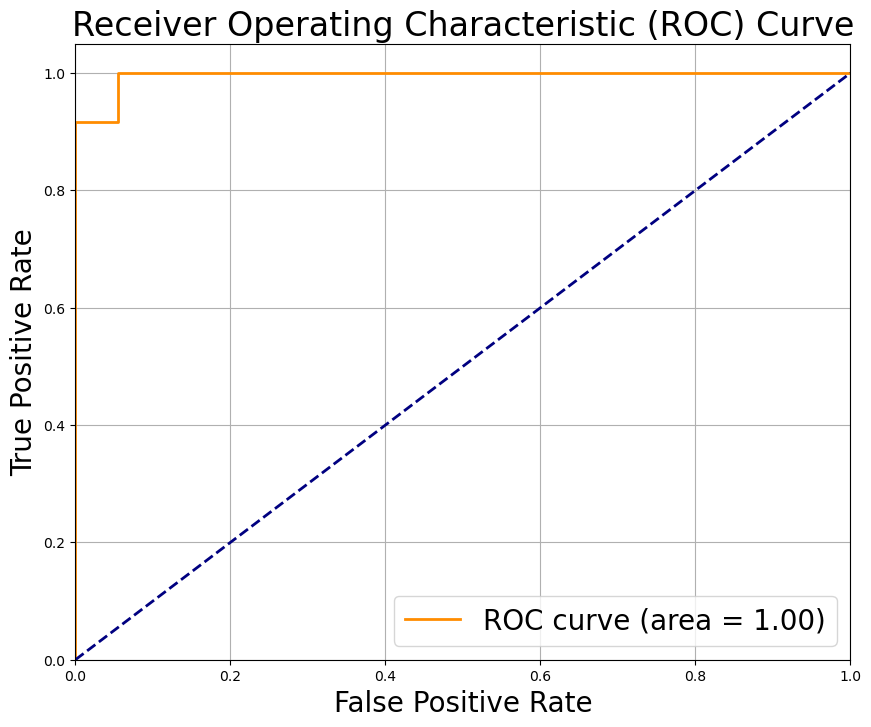 Receiver Operating Characteristic (ROC) Curve
1.0
0.8
0.6
0.4
0.2
0.0
True Positive Rate
ROC curve (area = 1.00)
0.0 0.2 0.4 0.6 0.8 1.0
False Positive Rate